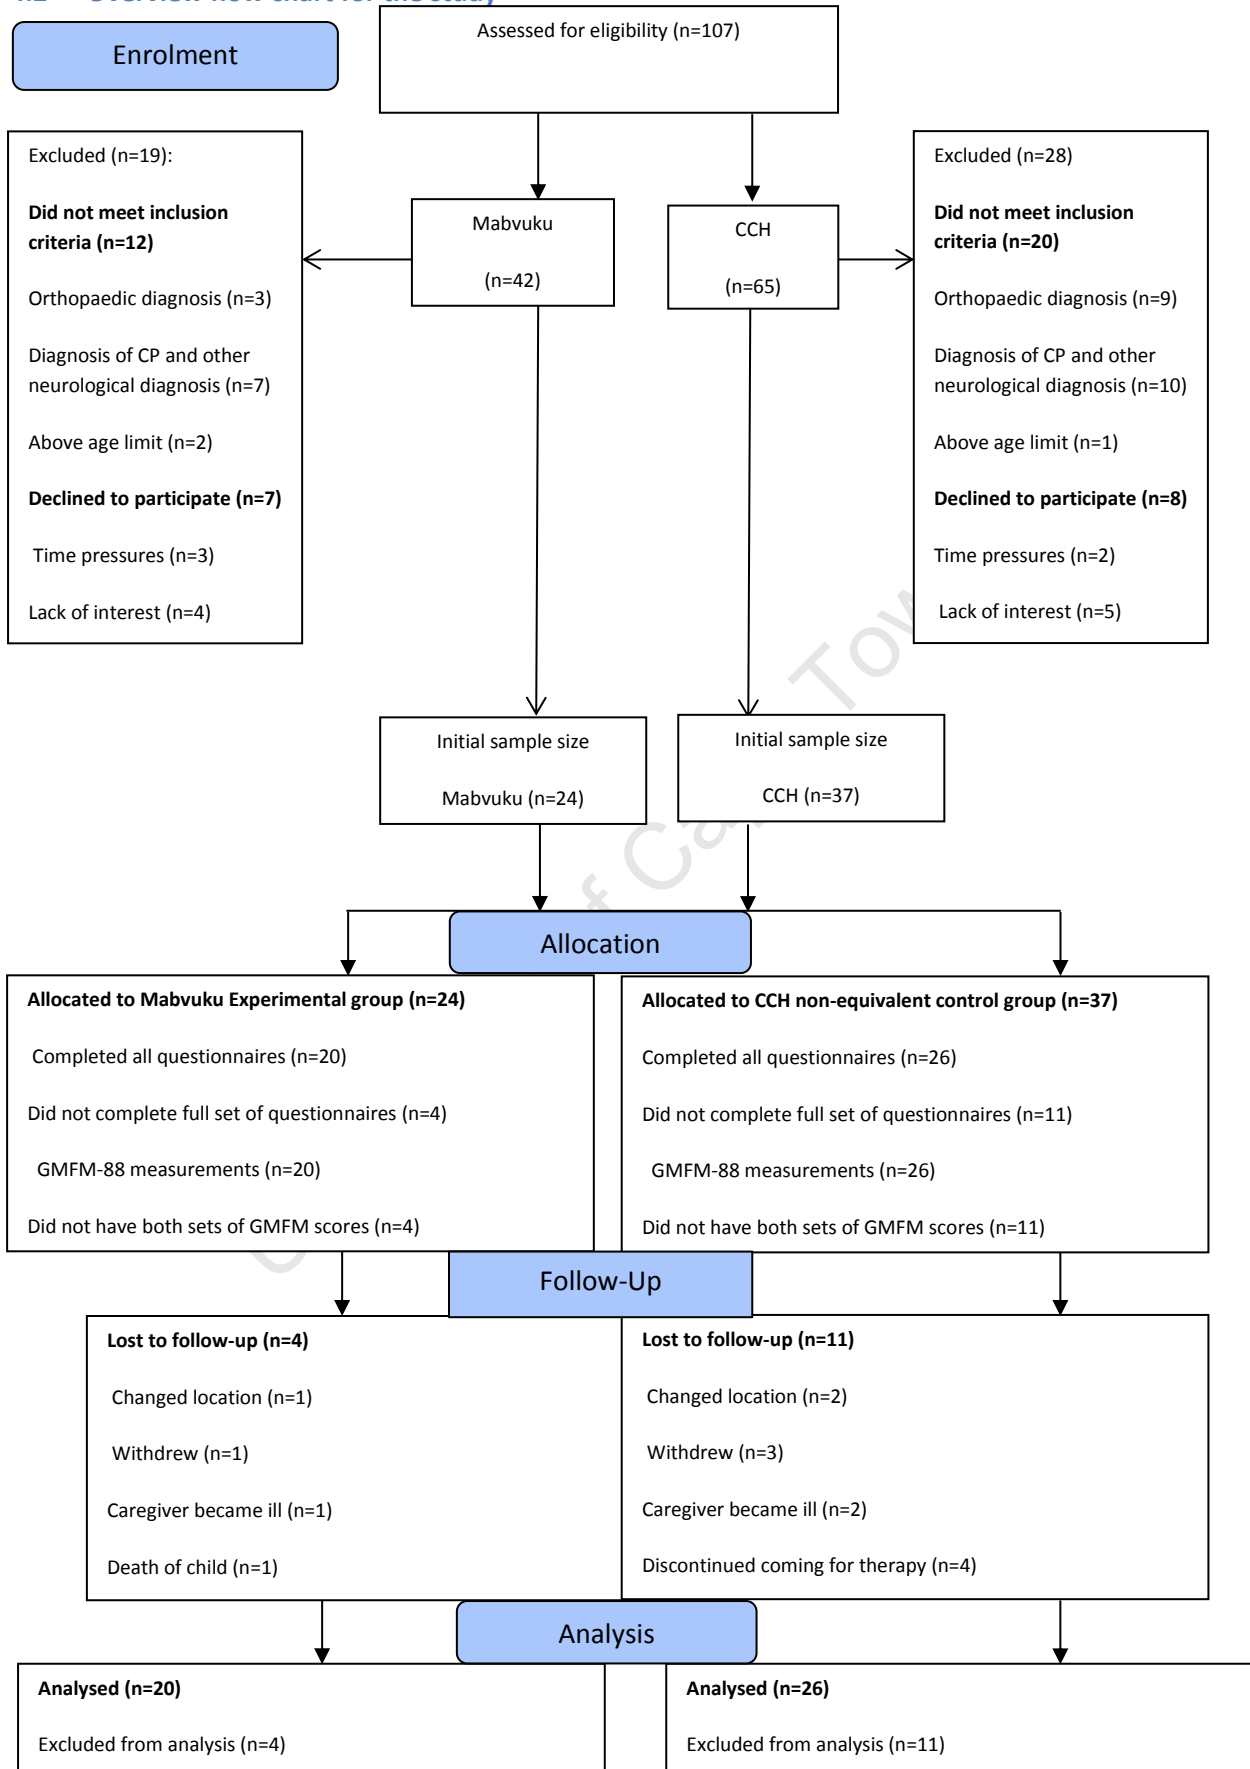 Overview flow chart for the study
Enrolment
Assessed for eligibility (n=107)
Excluded (n=19):
Did not meet inclusion
criteria (n=12)
Orthopaedic diagnosis (n=3)
Diagnosis of CP and other
neurological diagnosis (n=7)
Above age limit (n=2)
Declined to participate (n=7)
Time pressures (n=3)
Lack of interest (n=4)
Mabvuku
(n=42)
CCH
(n=65)
Excluded (n=28)
Did not meet inclusion
criteria (n=20)
Orthopaedic diagnosis (n=9)
Diagnosis of CP and other
neurological diagnosis (n=10)
Above age limit (n=1)
Declined to participate (n=8)
Time pressures (n=2)
Lack of interest (n=5)
Initial sample size
Mabvuku (n=24)
Initial sample size
CCH (n=37)
Allocation
Allocated to Mabvuku Experimental group (n=24)
Completed all questionnaires (n=20)
Did not complete full set of questionnaires (n=4)
GMFM-88 measurements (n=20)
Did not have both sets of GMFM scores (n=4)
Allocated to CCH non-equivalent control group (n=37)
Completed all questionnaires (n=26)
Did not complete full set of questionnaires (n=11)
GMFM-88 measurements (n=26)
Did not have both sets of GMFM scores (n=11)
Follow-Up
Lost to follow-up (n=4)
Changed location (n=1)
Withdrew (n=1)
Caregiver became ill (n=1)
Death of child (n=1)
Lost to follow-up (n=11)
Changed location (n=2)
Withdrew (n=3)
Caregiver became ill (n=2)
Discontinued coming for therapy (n=4)
Analysis
Analysed (n=20)
Excluded from analysis (n=4)
Analysed (n=26)
Excluded from analysis (n=11)